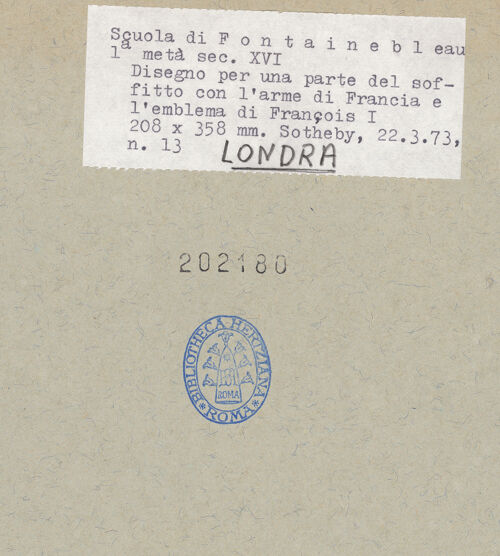 Scuola di F o n t a i n e b l eau
1ª metà sec. XVI
Disegno per una parte del sof-
fitto con l'arme di Francia e
l'emblema di François I
208 x 358 mm. Sotheby, 22.3.73,
n. 13 LONDRA
202180
BIBLIOTHECA HERTZIANA
ROMA
* ROMA *